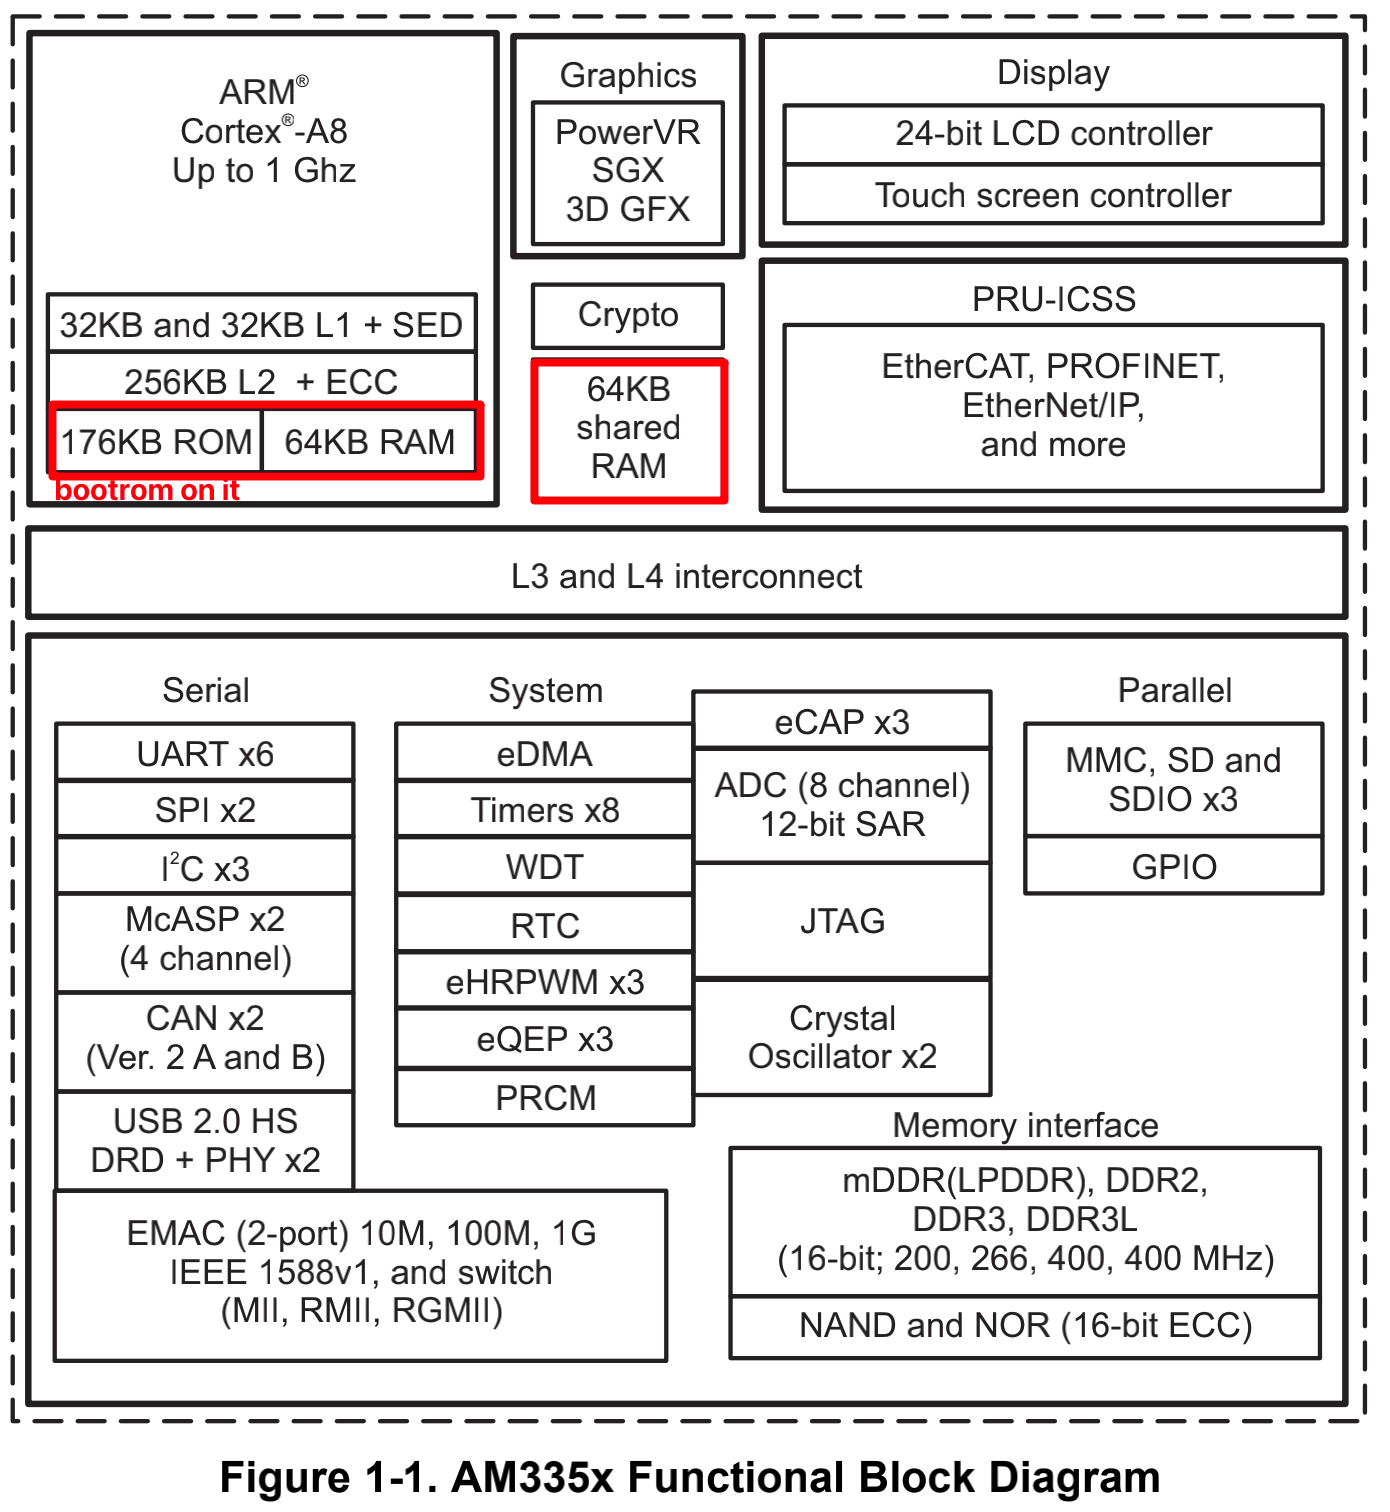 ARM®
Cortex®-A8
Up to 1 Ghz
32KB and 32KB L1 + SED
256KB L2 + ECC
176KB ROM
64KB RAM
bootrom on it
Graphics
PowerVR
SGX
3D GFX
Crypto
64KB
shared
RAM
Display
24-bit LCD controller
Touch screen controller
PRU-ICSS
EtherCAT, PROFINET,
EtherNet/IP,
and more
L3 and L4 interconnect
Serial
UART x6
SPI x2
I²C x3
McASP x2
(4 channel)
CAN x2
(Ver. 2 A and B)
USB 2.0 HS
DRD + PHY x2
EMAC (2-port) 10M, 100M, 1G
IEEE 1588v1, and switch
(MII, RMII, RGMII)
System
eDMA
Timers x8
WDT
RTC
eHRPWM x3
eQEP x3
PRCM
eCAP x3
ADC (8 channel)
12-bit SAR
JTAG
Crystal
Oscillator x2
Parallel
MMC, SD and
SDIO x3
GPIO
Memory interface
mDDR(LPDDR), DDR2,
DDR3, DDR3L
(16-bit; 200, 266, 400, 400 MHz)
NAND and NOR (16-bit ECC)
Figure 1-1. AM335x Functional Block Diagram